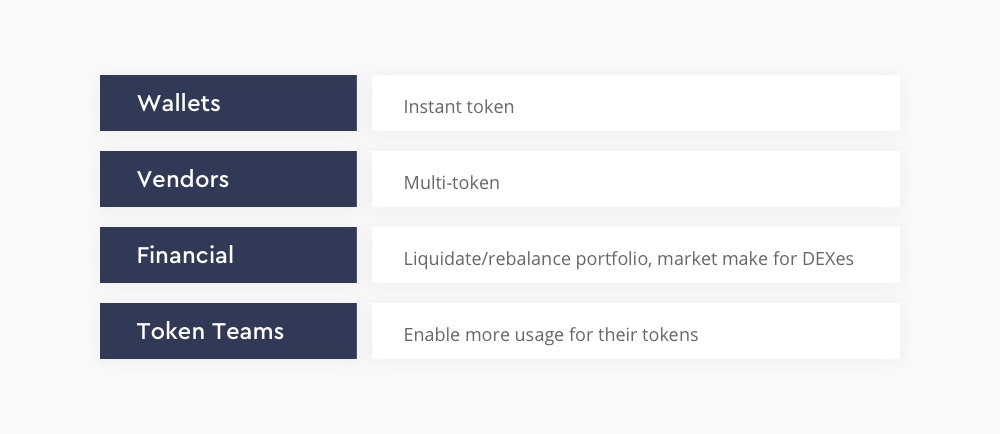 Wallets
Instant token
Vendors
Multi-token
Financial
Liquidate/rebalance portfolio, market make for DEXes
Token Teams
Enable more usage for their tokens